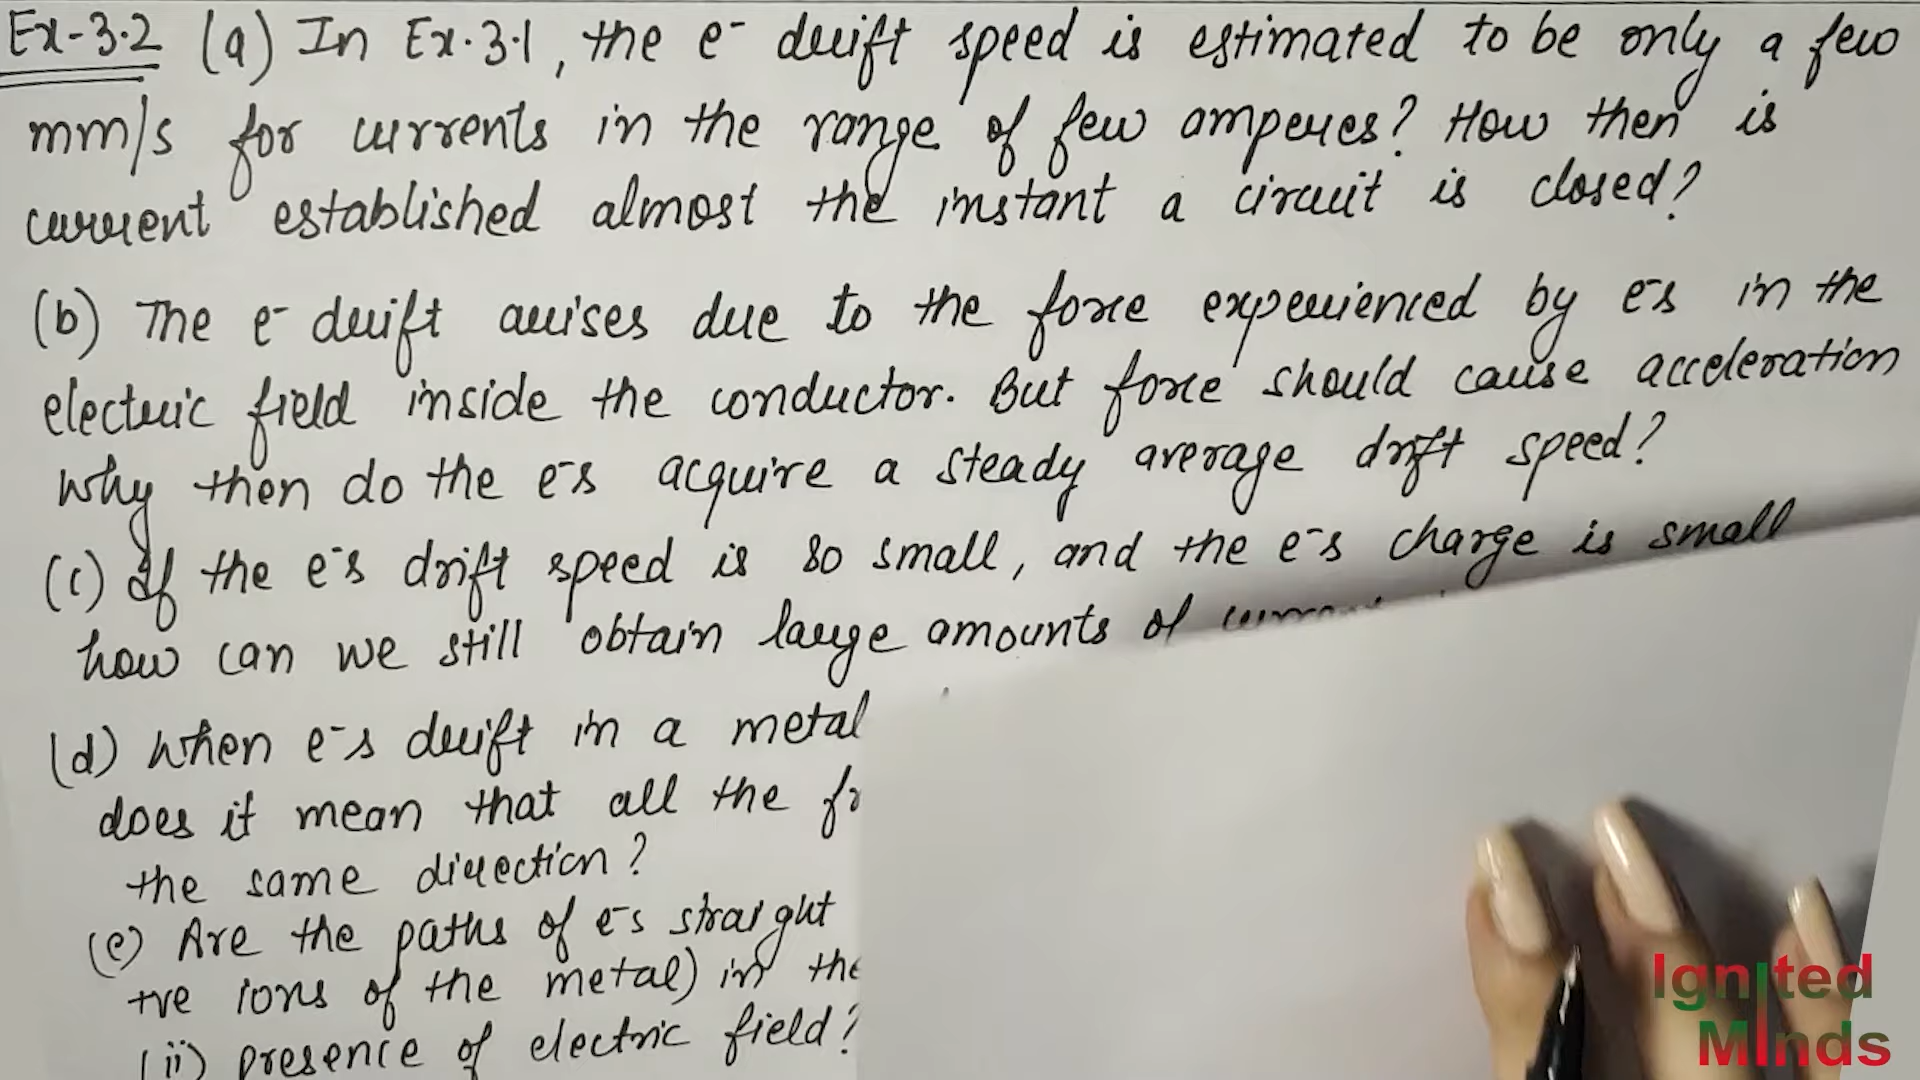 Ex-3.2 (a) In Ex.3.1, the e⁻ drift speed is estimated to be only a few
mm/s for currents in the range of few amperes? How then is
current established almost the instant a circuit is closed?
(b) The e⁻ drift arises due to the force experienced by e⁻s in the
electric field inside the conductor. But force should cause acceleration
Why then do the e⁻s acquire a steady average drift speed?
(c) If the e⁻s drift speed is so small, and the e⁻s charge is small
how can we still obtain large amounts of
(d) When e⁻s drift in a metal
does it mean that all the
the same direction?
(e) Are the paths of e⁻s straight
+ve ions of the metal) in the
(ii) presence of electric field?
Ignited
Minds